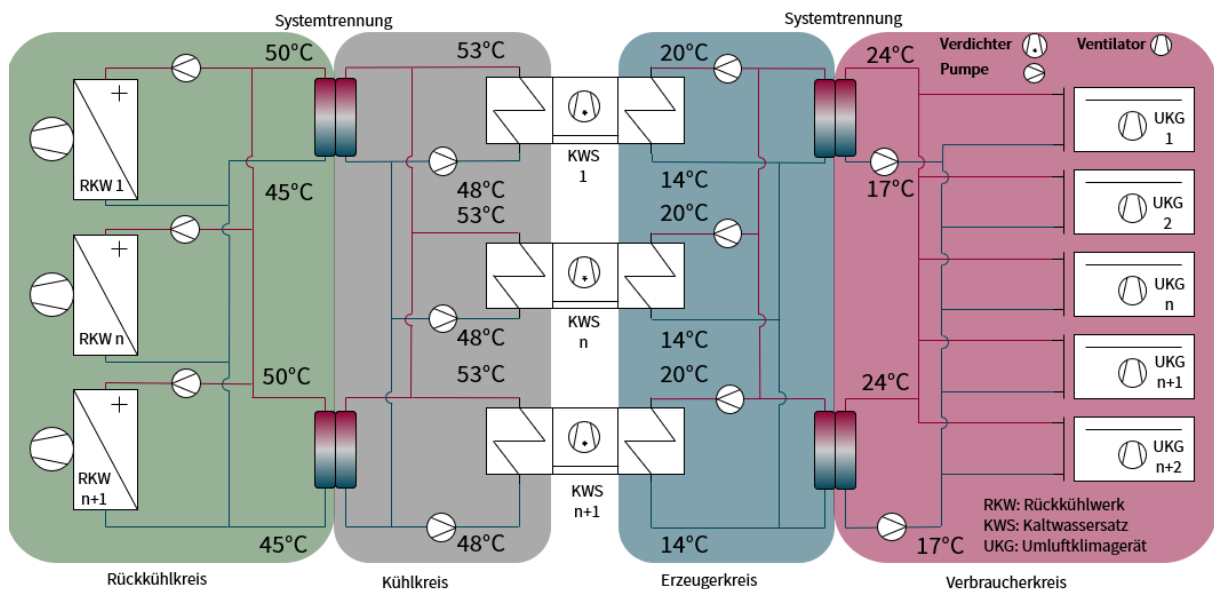 Systemtrennung
Systemtrennung
50°C
53°C
20°C
24°C
Verdichter
Ventilator
Pumpe
RKW 1
KWS
1
UKG
1
45°C
48°C
14°C
17°C
53°C
20°C
UKG
2
RKW n
KWS
n
UKG
n
48°C
14°C
50°C
53°C
20°C
24°C
UKG
n+1
RKW
n+1
KWS
n+1
UKG
n+2
45°C
48°C
14°C
17°C
RKW: Rückkühlwerk
KWS: Kaltwassersatz
UKG: Umluftklimagerät
Rückkühlkreis
Kühlkreis
Erzeugerkreis
Verbraucherkreis